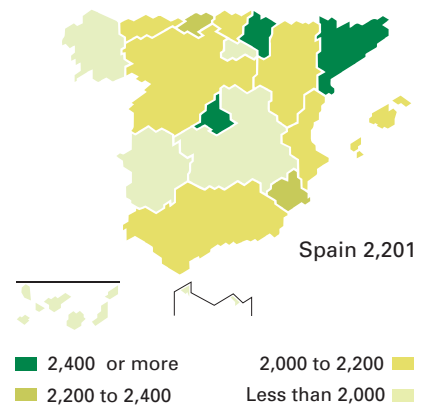 Spain 2,201
2,400 or more
2,000 to 2,200
2,200 to 2,400
Less than 2,000